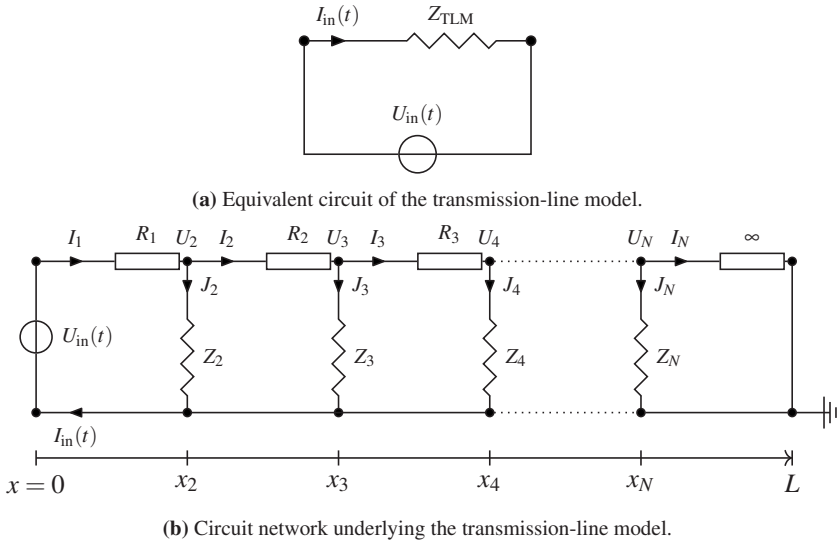 I_in(t) Z_TLM
U_in(t)
(a) Equivalent circuit of the transmission-line model.
I_1 R_1 U_2 I_2 R_2 U_3 I_3 R_3 U_4 U_N I_N ∞
J_2 J_3 J_4 J_N
U_in(t) Z_2 Z_3 Z_4 Z_N
I_in(t)
x = 0 x_2 x_3 x_4 x_N L
(b) Circuit network underlying the transmission-line model.